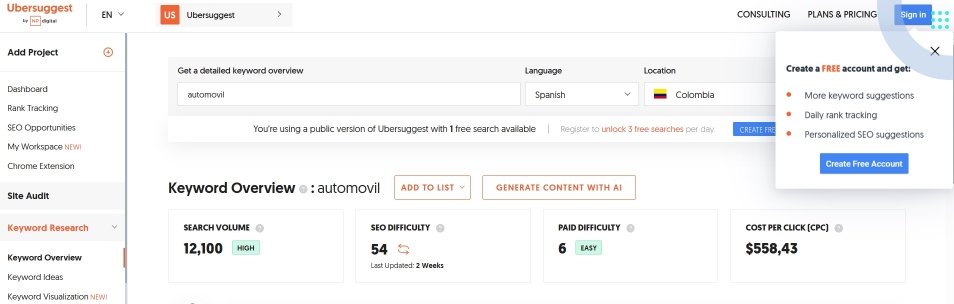 Ubersuggest
by NP digital
EN
US Ubersuggest
CONSULTING
PLANS & PRICING
Sign in
Add Project
Dashboard
Rank Tracking
SEO Opportunities
My Workspace NEW!
Chrome Extension
Site Audit
Keyword Research
Keyword Overview
Keyword Ideas
Keyword Visualization NEW!
Get a detailed keyword overview
Language
Location
automovil
Spanish
Colombia
You're using a public version of Ubersuggest with 1 free search available
Register to unlock 3 free searches per day.
CREATE FRE
Create a FREE account and get:
More keyword suggestions
Daily rank tracking
Personalized SEO suggestions
Create Free Account
Keyword Overview ? : automovil
ADD TO LIST
GENERATE CONTENT WITH AI
SEARCH VOLUME ?
12,100 HIGH
SEO DIFFICULTY ?
54
Last Updated: 2 Weeks
PAID DIFFICULTY ?
6 EASY
COST PER CLICK (CPC) ?
$558,43